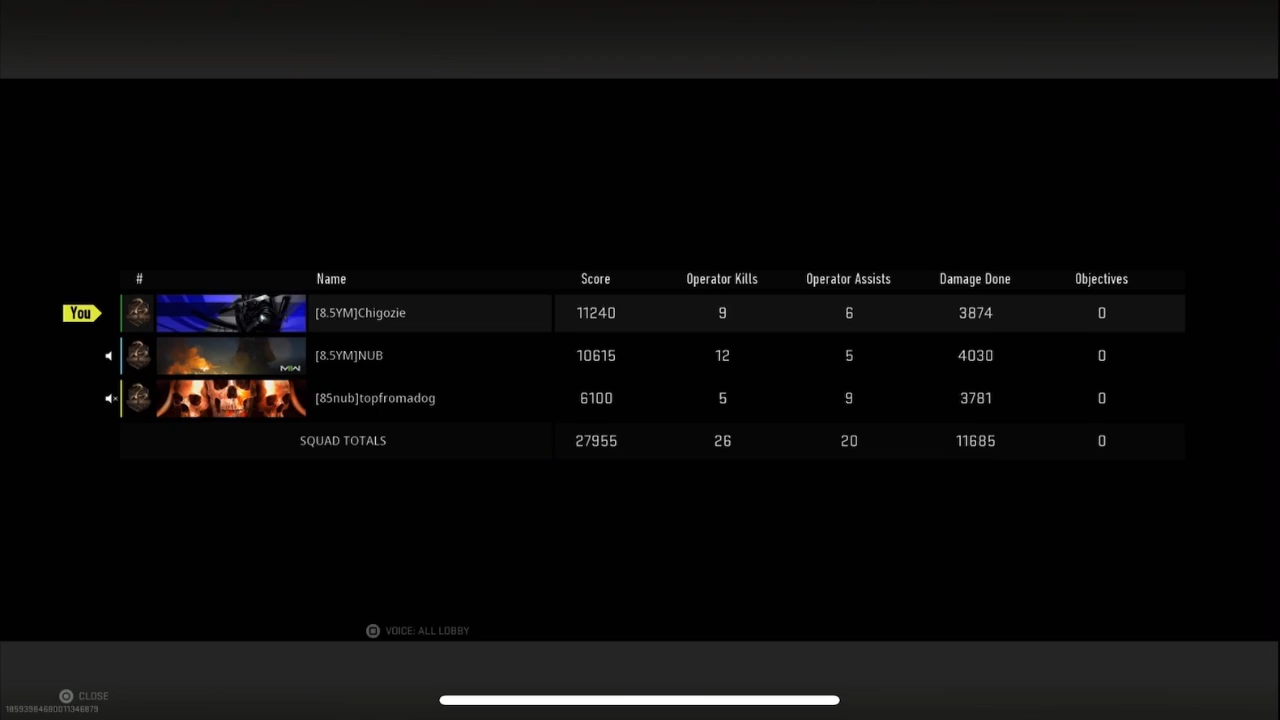 # Name Score Operator Kills Operator Assists Damage Done Objectives
You [8.5YM]Chigozie 11240 9 6 3874 0
[8.5YM]NUB 10615 12 5 4030 0
[85nub]topfromadog 6100 5 9 3781 0
SQUAD TOTALS 27955 26 20 11685 0
VOICE: ALL LOBBY
CLOSE